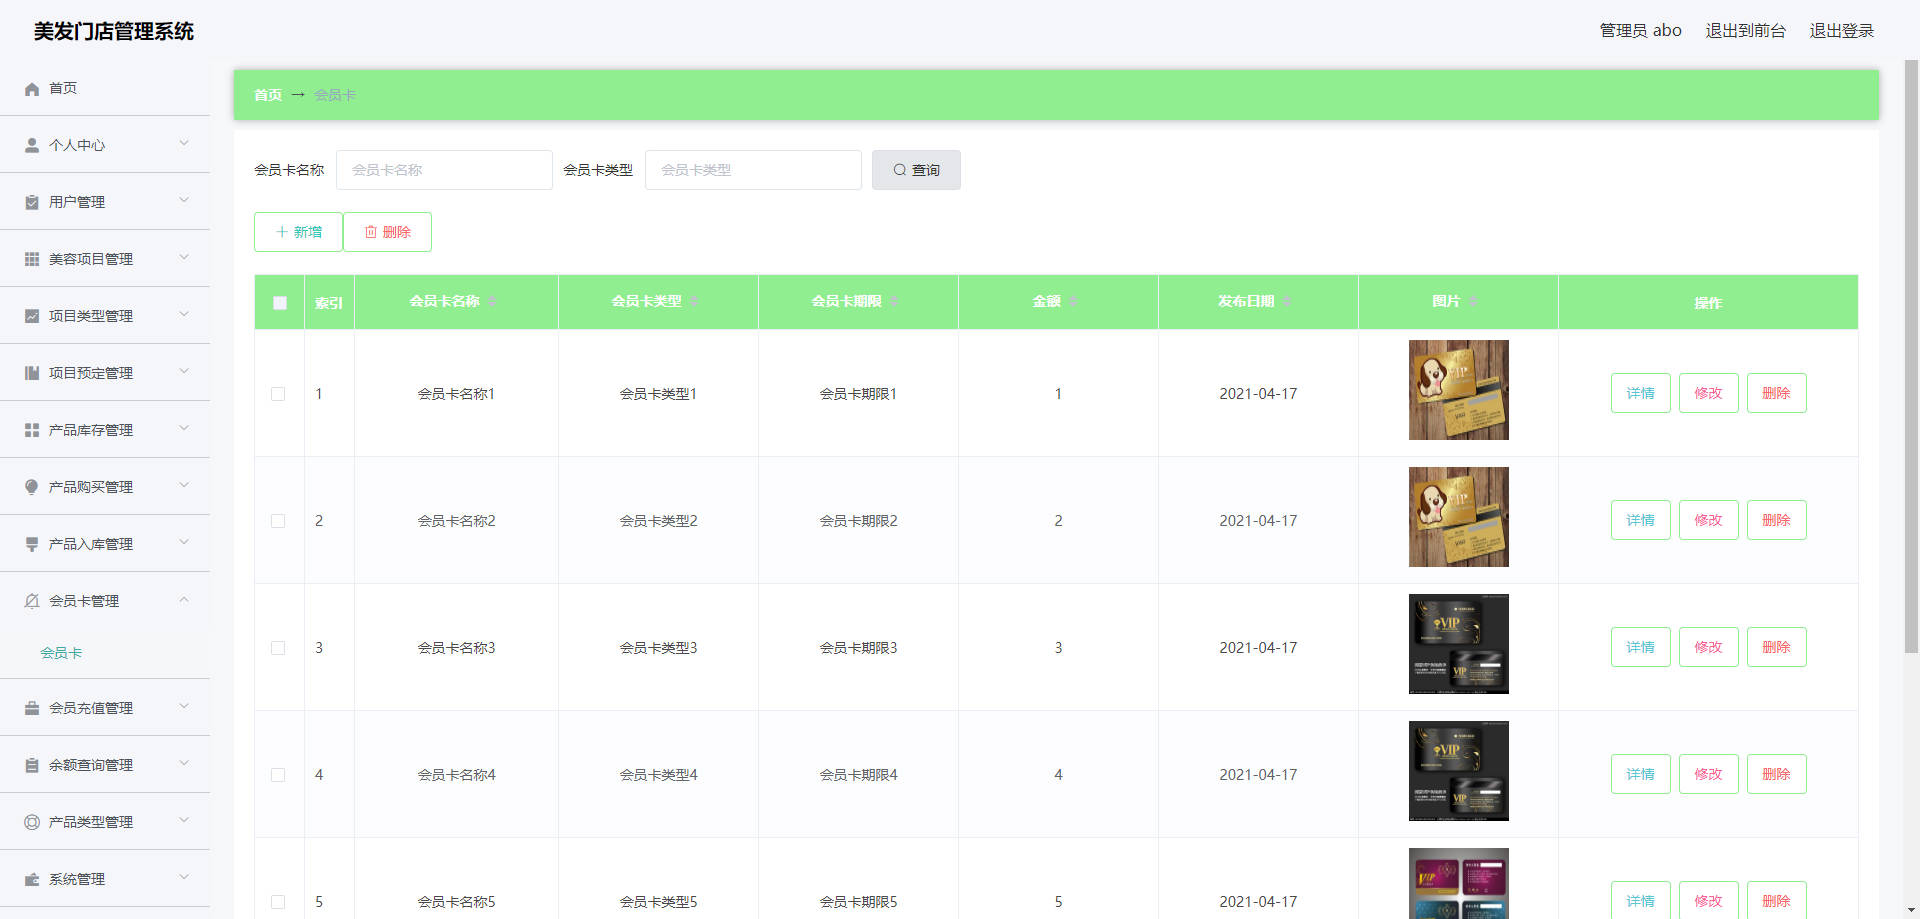 美发门店管理系统
管理员 abo 退出到前台 退出登录
首页
个人中心
用户管理
美容项目管理
项目类型管理
项目预定管理
产品库存管理
产品购买管理
产品入库管理
会员卡管理
会员卡
会员充值管理
余额查询管理
产品类型管理
系统管理
首页 → 会员卡
会员卡名称 会员卡名称 会员卡类型 会员卡类型 查询
新增 删除
索引 会员卡名称 会员卡类型 会员卡期限 金额 发布日期 图片 操作
1 会员卡名称1 会员卡类型1 会员卡期限1 1 2021-04-17 VIP 详情 修改 删除
2 会员卡名称2 会员卡类型2 会员卡期限2 2 2021-04-17 VIP 详情 修改 删除
3 会员卡名称3 会员卡类型3 会员卡期限3 3 2021-04-17 VIP VIP 详情 修改 删除
4 会员卡名称4 会员卡类型4 会员卡期限4 4 2021-04-17 VIP VIP 详情 修改 删除
5 会员卡名称5 会员卡类型5 会员卡期限5 5 2021-04-17 VIP 详情 修改 删除